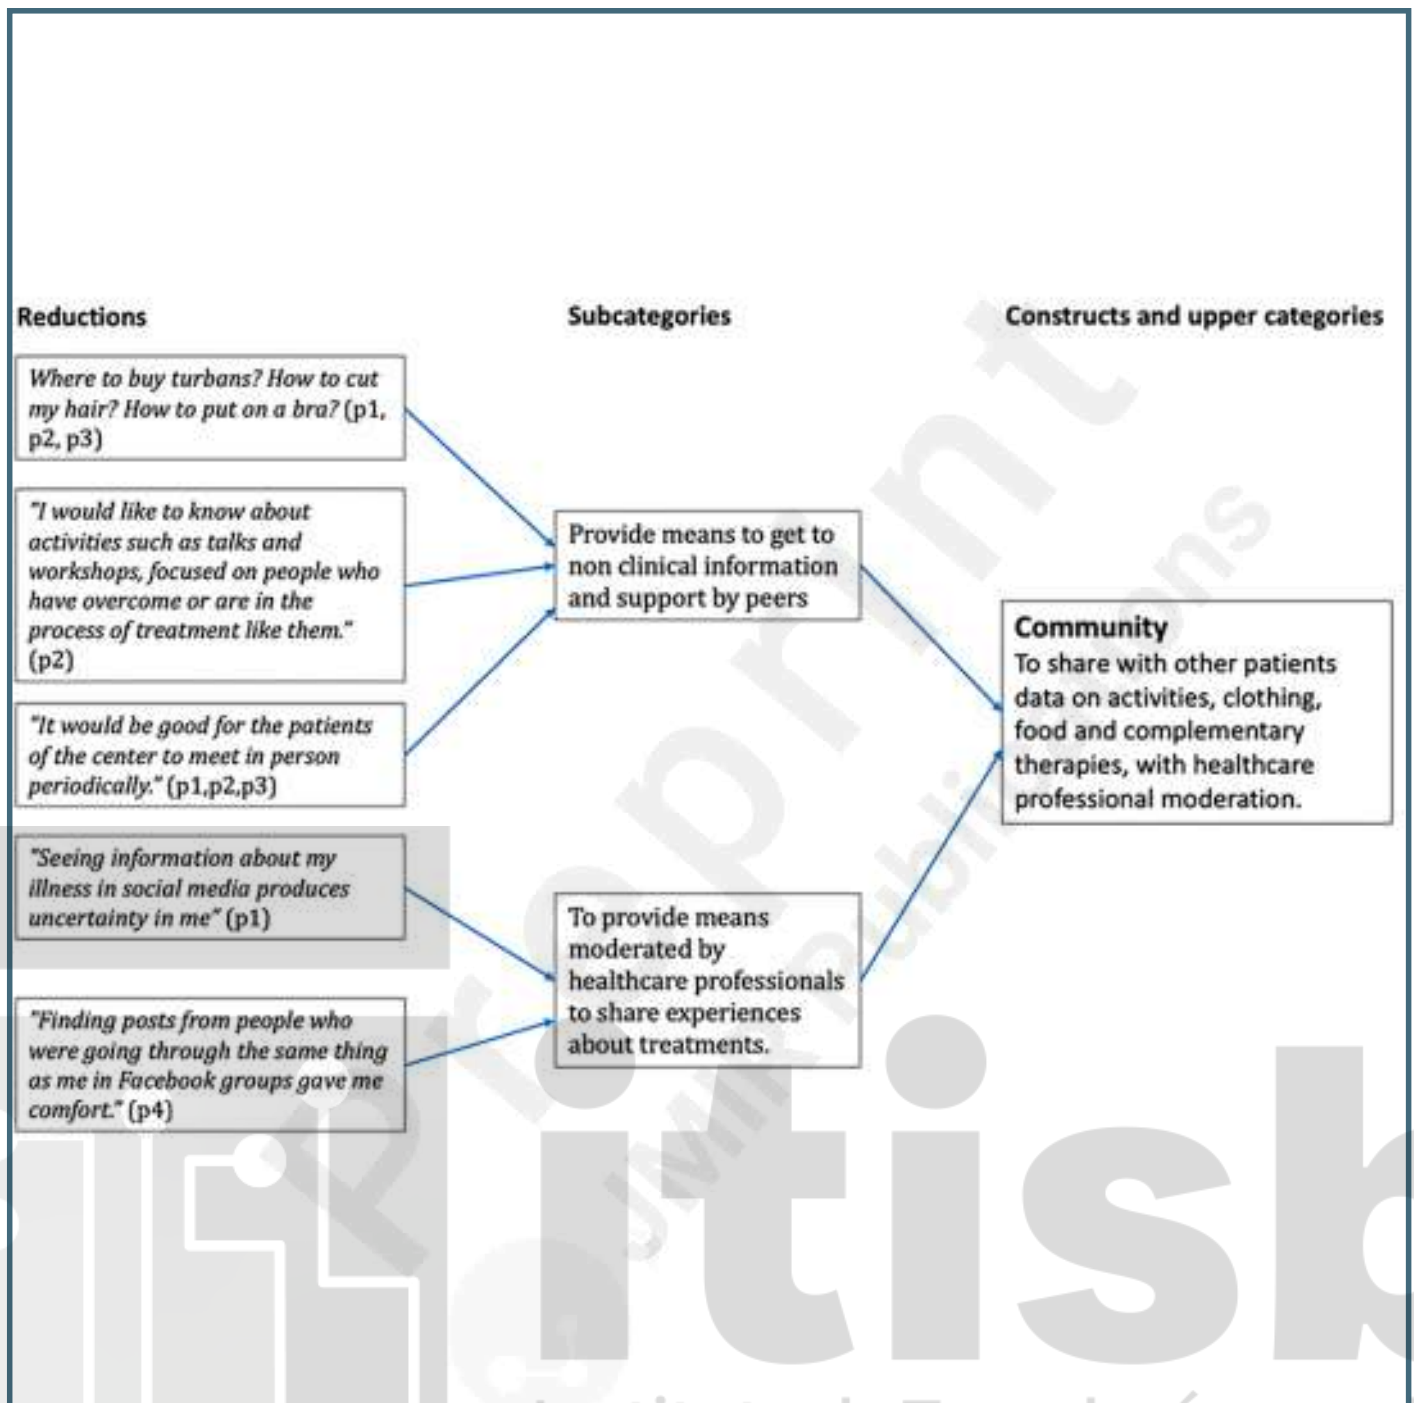 Reductions
Subcategories
Constructs and upper categories
Where to buy turbans? How to cut
my hair? How to put on a bra? (p1,
p2, p3)
"I would like to know about
activities such as talks and
workshops, focused on people who
have overcome or are in the
process of treatment like them."
(p2)
"It would be good for the patients
of the center to meet in person
periodically." (p1,p2,p3)
"Seeing information about my
illness in social media produces
uncertainty in me" (p1)
"Finding posts from people who
were going through the same thing
as me in Facebook groups gave me
comfort." (p4)
Provide means to get to
non clinical information
and support by peers
To provide means
moderated by
healthcare professionals
to share experiences
about treatments.
Community
To share with other patients
data on activities, clothing,
food and complementary
therapies, with healthcare
professional moderation.
Preprint
JMIR Publications
itisb